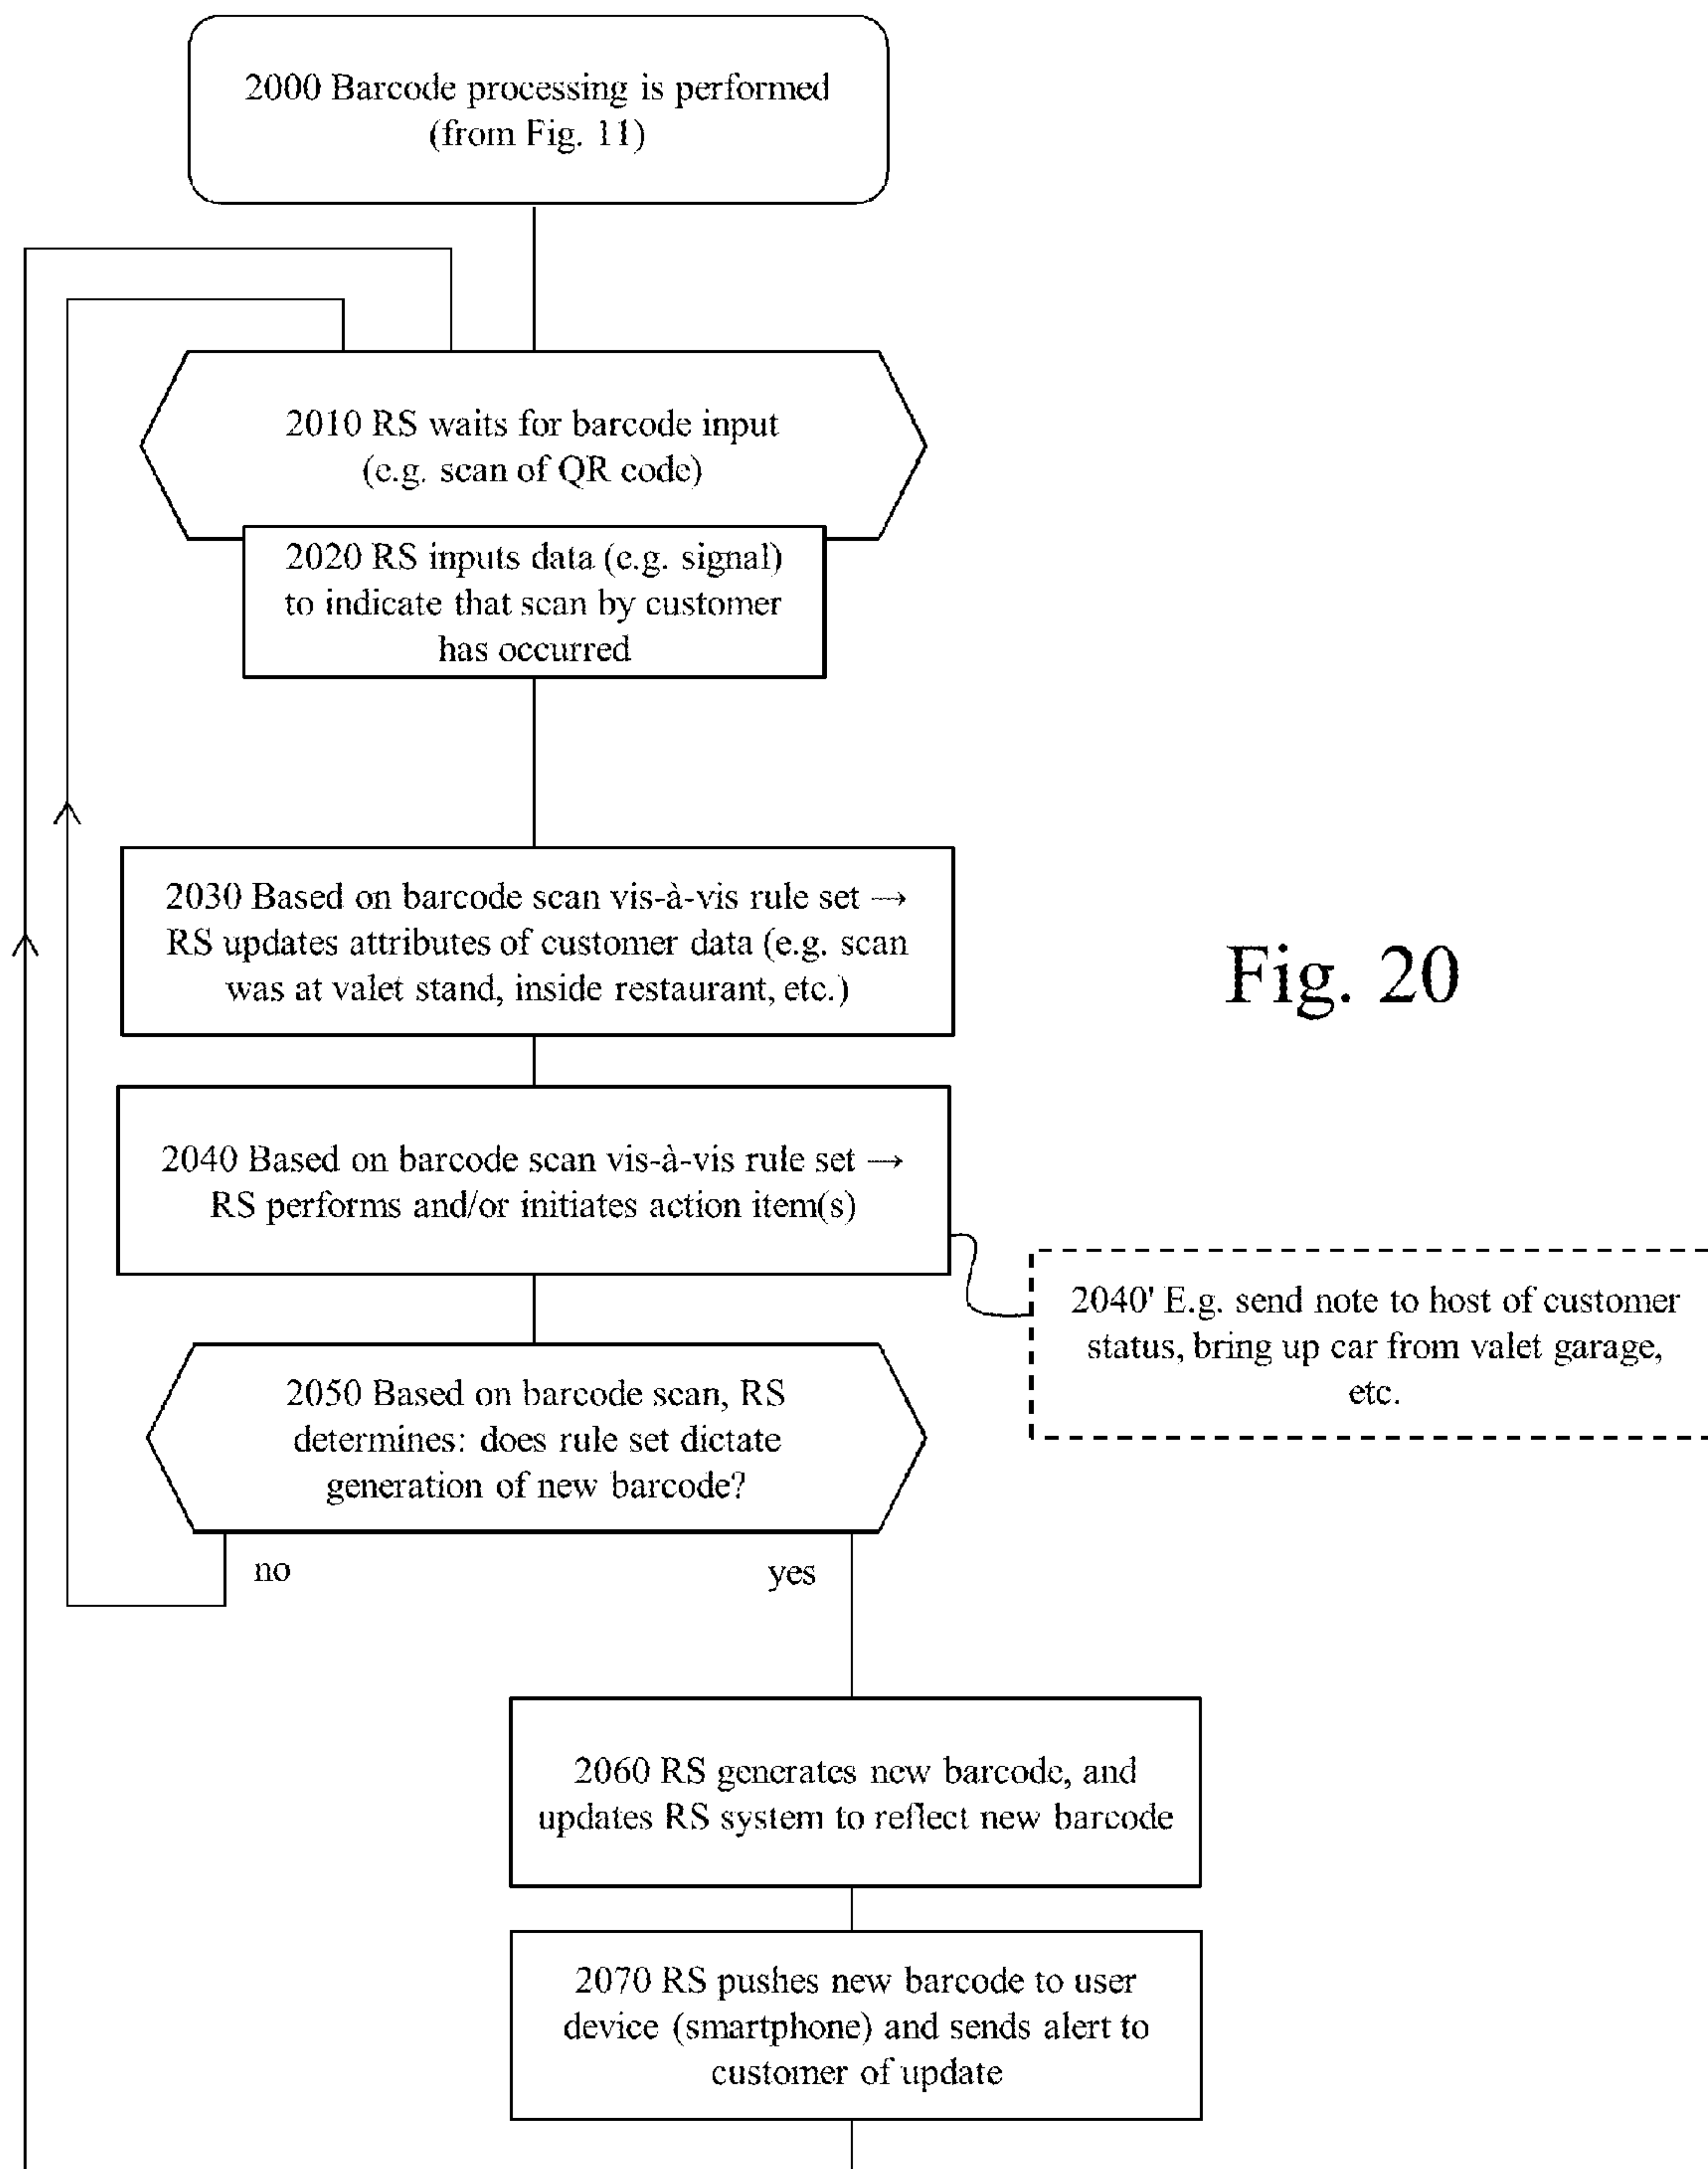 2000 Barcode processing is performed
(from Fig. 11)
2010 RS waits for barcode input
(e.g. scan of QR code)
2020 RS inputs data (e.g. signal)
to indicate that scan by customer
has occurred
2030 Based on barcode scan vis-à-vis rule set →
RS updates attributes of customer data (e.g. scan
was at valet stand, inside restaurant, etc.)
Fig. 20
2040 Based on barcode scan vis-à-vis rule set →
RS performs and/or initiates action item(s)
2040' E.g. send note to host of customer
status, bring up car from valet garage,
etc.
2050 Based on barcode scan, RS
determines: does rule set dictate
generation of new barcode?
no
yes
2060 RS generates new barcode, and
updates RS system to reflect new barcode
2070 RS pushes new barcode to user
device (smartphone) and sends alert to
customer of update